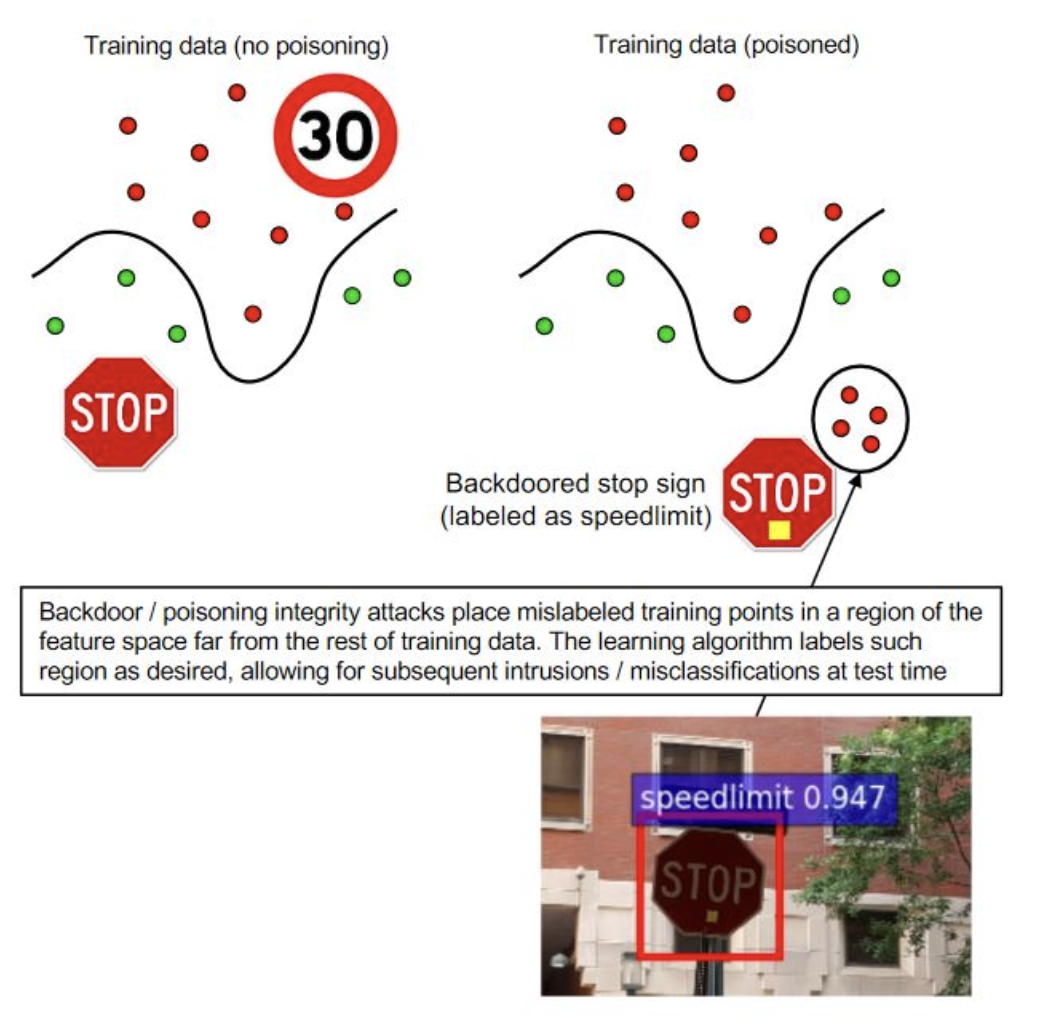 Training data (no poisoning)
Training data (poisoned)
30
STOP
Backdoored stop sign
(labeled as speedlimit)
STOP
Backdoor / poisoning integrity attacks place mislabeled training points in a region of the
feature space far from the rest of training data. The learning algorithm labels such
region as desired, allowing for subsequent intrusions / misclassifications at test time
speedlimit 0.947
STOP